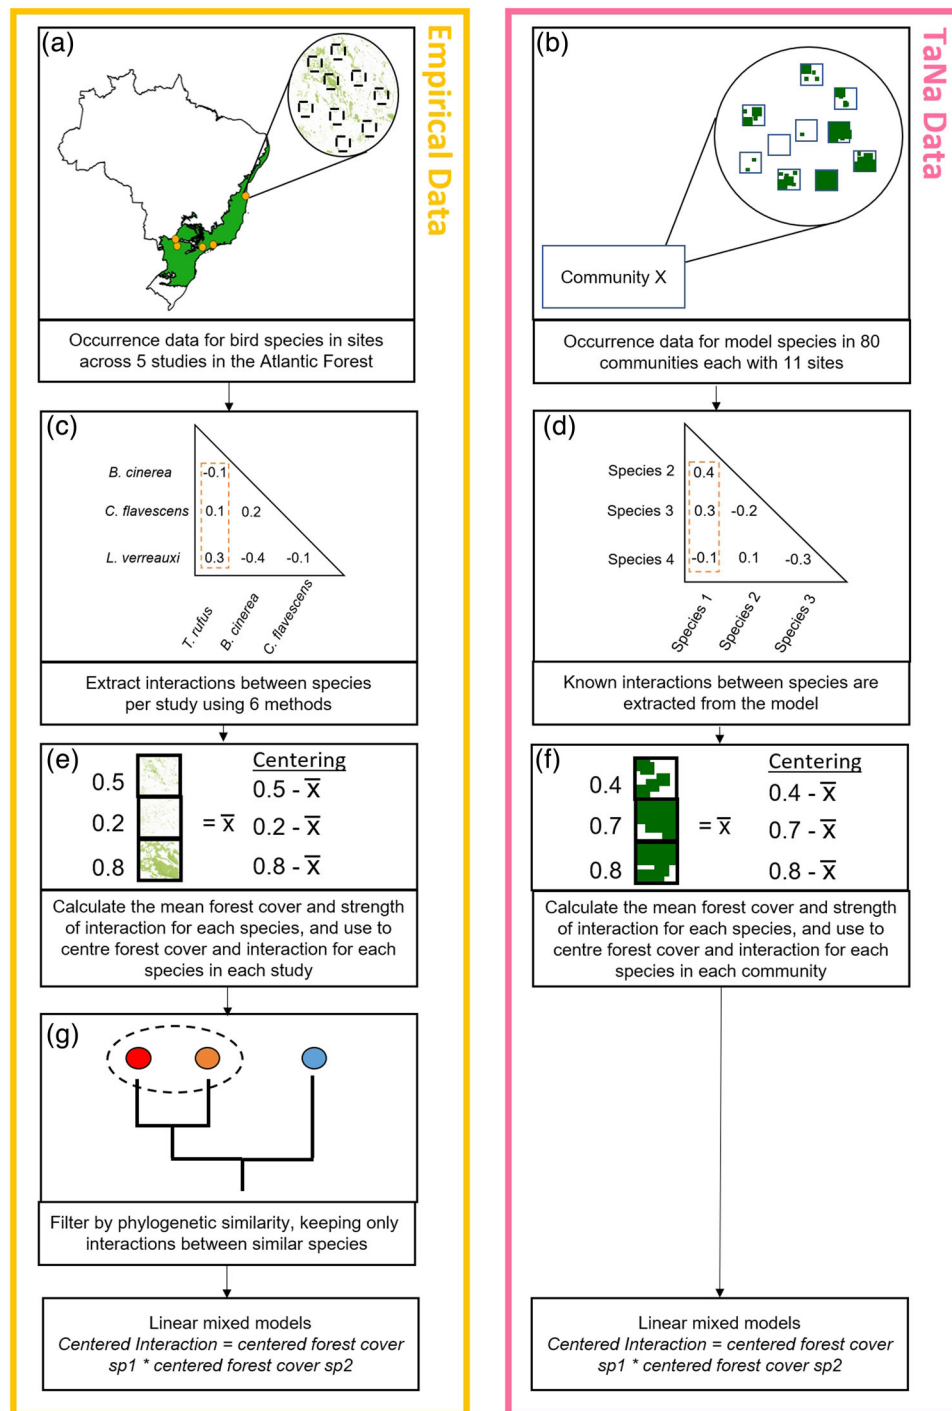 Empirical Data
(a)
Occurrence data for bird species in sites
across 5 studies in the Atlantic Forest
(c)
B. cinerea -0.1
C. flavescens 0.1 0.2
L. verreauxi 0.3 -0.4 -0.1
T. rufus B. cinerea C. flavescens
Extract interactions between species
per study using 6 methods
(e)
Centering
0.5 0.5 - x̅
0.2 = x̅ 0.2 - x̅
0.8 0.8 - x̅
Calculate the mean forest cover and strength
of interaction for each species, and use to
centre forest cover and interaction for each
species in each study
(g)
Filter by phylogenetic similarity, keeping only
interactions between similar species
Linear mixed models
Centered Interaction = centered forest cover
sp1 * centered forest cover sp2
TaNa Data
(b)
Community X
Occurrence data for model species in 80
communities each with 11 sites
(d)
Species 2 0.4
Species 3 0.3 -0.2
Species 4 -0.1 0.1 -0.3
Species 1 Species 2 Species 3
Known interactions between species are
extracted from the model
(f)
Centering
0.4 0.4 - x̅
0.7 = x̅ 0.7 - x̅
0.8 0.8 - x̅
Calculate the mean forest cover and strength
of interaction for each species, and use to
centre forest cover and interaction for each
species in each community
Linear mixed models
Centered Interaction = centered forest cover
sp1 * centered forest cover sp2